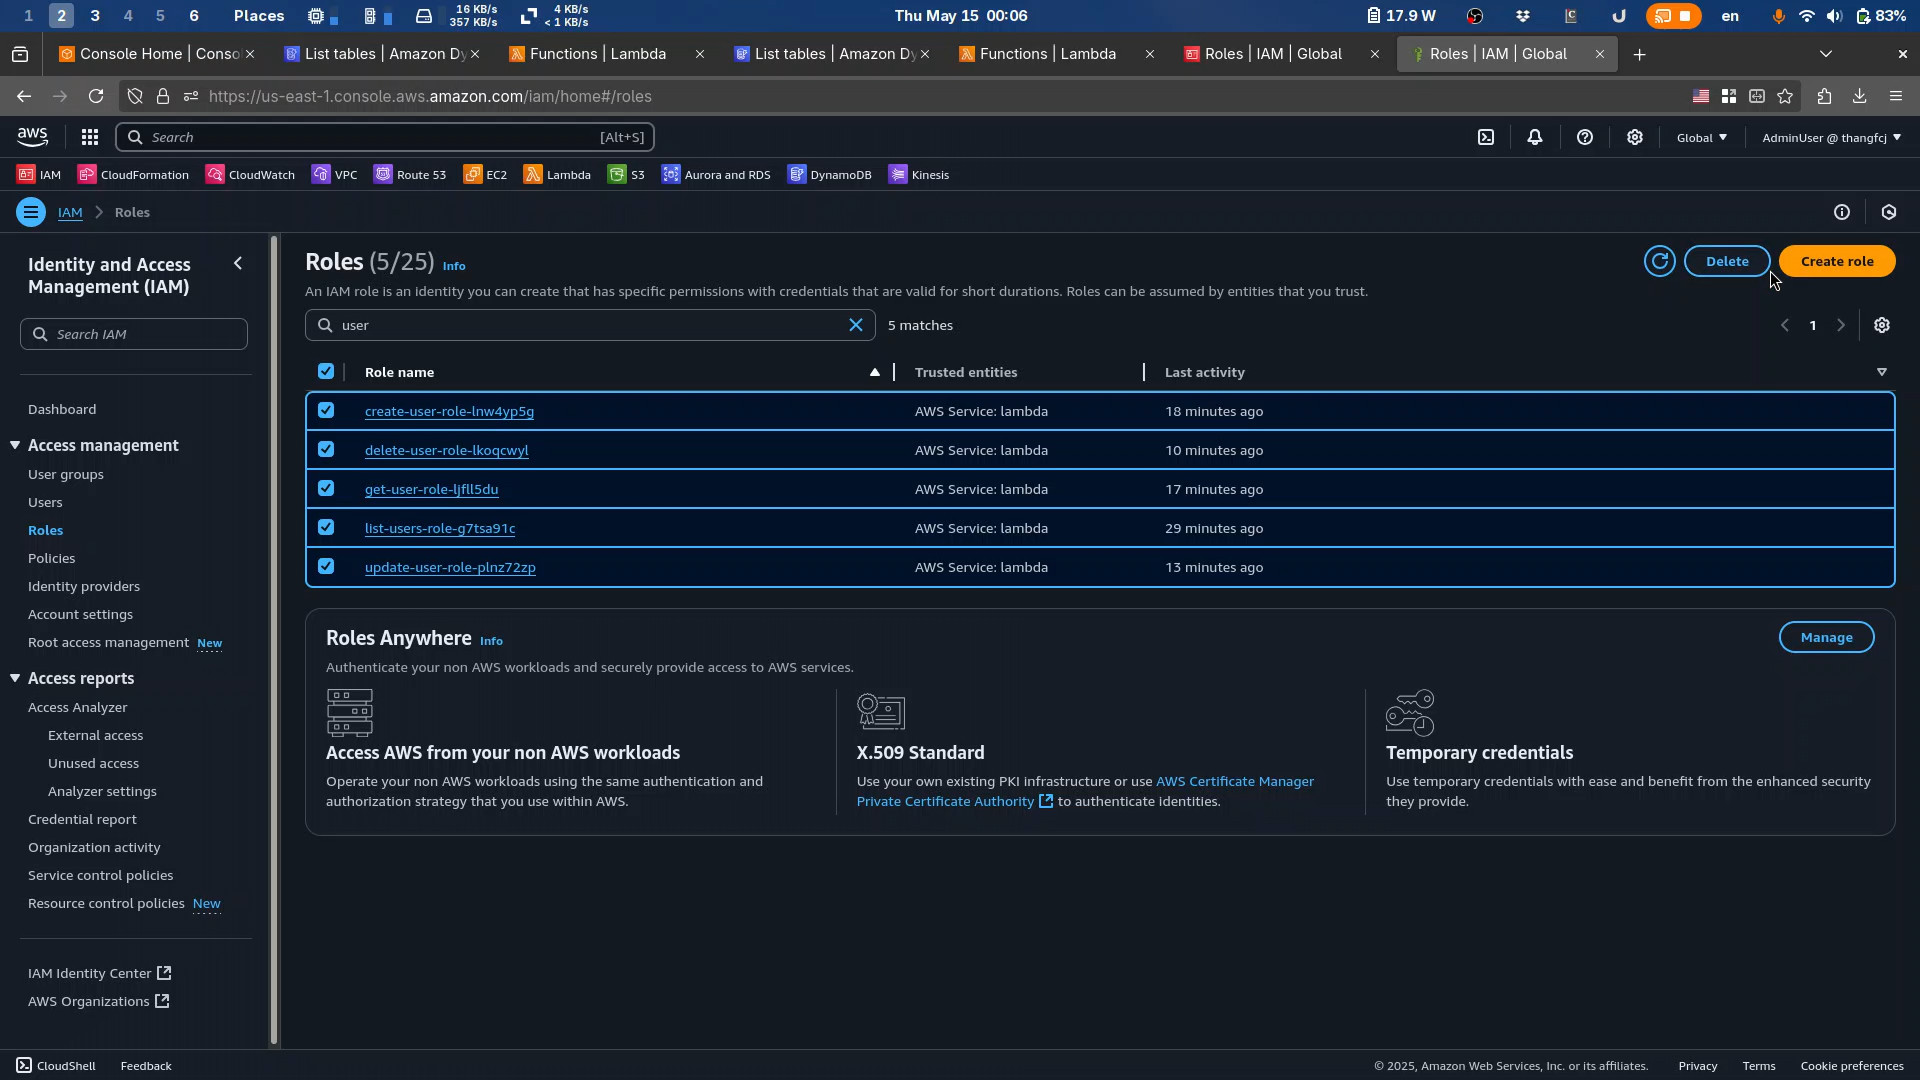 1 2 3 4 5 6 Places 16 KB/s 357 KB/s 4 KB/s < 1 KB/s Thu May 15 00:06 17.9 W en 83%
Console Home | Conso List tables | Amazon Dy Functions | Lambda List tables | Amazon Dy Functions | Lambda Roles | IAM | Global Roles | IAM | Global
https://us-east-1.console.aws.amazon.com/iam/home#/roles
aws Search [Alt+S] Global AdminUser @ thangfcj
IAM CloudFormation CloudWatch VPC Route 53 EC2 Lambda S3 Aurora and RDS DynamoDB Kinesis
IAM Roles
Identity and Access
Management (IAM)
Search IAM
Dashboard
Access management
User groups
Users
Roles
Policies
Identity providers
Account settings
Root access management New
Access reports
Access Analyzer
External access
Unused access
Analyzer settings
Credential report
Organization activity
Service control policies
Resource control policies New
IAM Identity Center
AWS Organizations
Roles (5/25) Info
Delete Create role
An IAM role is an identity you can create that has specific permissions with credentials that are valid for short durations. Roles can be assumed by entities that you trust.
user 5 matches 1
Role name Trusted entities Last activity
create-user-role-lnw4yp5g AWS Service: lambda 18 minutes ago
delete-user-role-lkoqcwyl AWS Service: lambda 10 minutes ago
get-user-role-ljfll5du AWS Service: lambda 17 minutes ago
list-users-role-g7tsa91c AWS Service: lambda 29 minutes ago
update-user-role-plnz72zp AWS Service: lambda 13 minutes ago
Roles Anywhere Info
Manage
Authenticate your non AWS workloads and securely provide access to AWS services.
Access AWS from your non AWS workloads
Operate your non AWS workloads using the same authentication and
authorization strategy that you use within AWS.
X.509 Standard
Use your own existing PKI infrastructure or use AWS Certificate Manager
Private Certificate Authority to authenticate identities.
Temporary credentials
Use temporary credentials with ease and benefit from the enhanced security
they provide.
CloudShell Feedback © 2025, Amazon Web Services, Inc. or its affiliates. Privacy Terms Cookie preferences